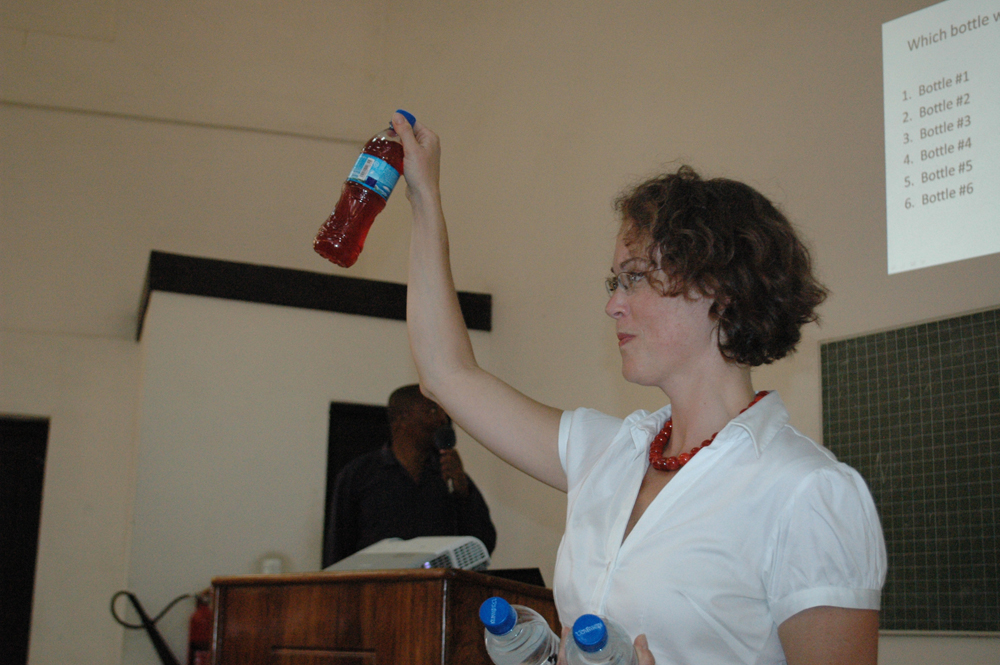 Which bottle w
1. Bottle #1
2. Bottle #2
3. Bottle #3
4. Bottle #4
5. Bottle #5
6. Bottle #6